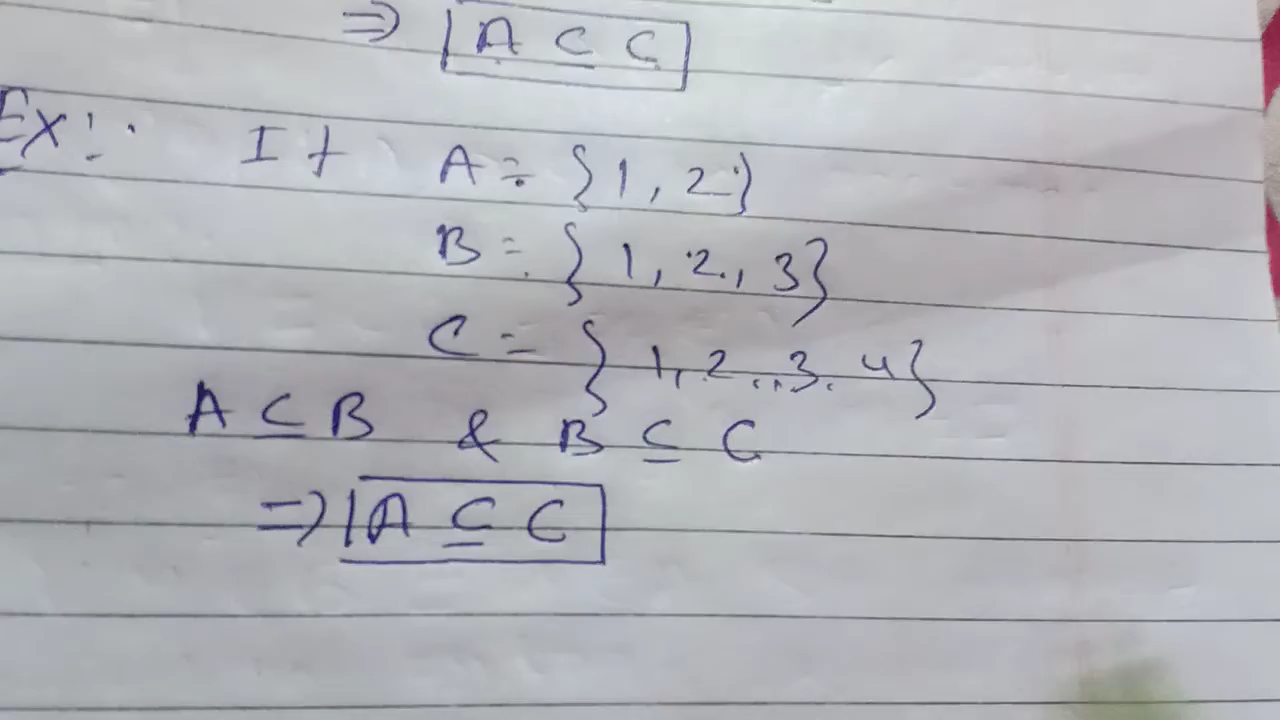 ⇒ A ⊆ C
Ex:. If A = {1, 2}
B = {1, 2, 3}
C = {1, 2, 3, 4}
A ⊆ B & B ⊆ C
⇒ A ⊆ C